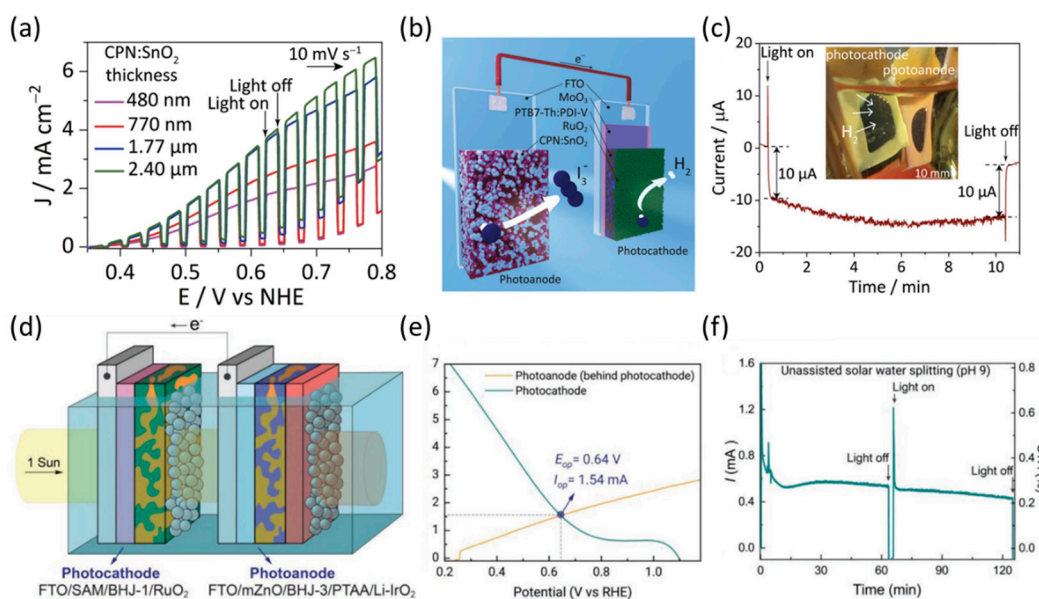 (a)
CPN:SnO₂
thickness
480 nm
770 nm
1.77 μm
2.40 μm
10 mV s⁻¹
Light off
Light on
J / mA cm⁻²
6
5
4
3
2
1
0
0.4
0.5
0.6
0.7
0.8
E / V vs NHE
(b)
e⁻
FTO
MoO₃
PTB7-Th:PDI-V
RuO₂
CPN:SnO₂
I₃⁻
H₂
Photoanode
Photocathode
(c)
Light on
photocathode
photoanode
H₂
10 mm
Light off
10 μA
10 μA
Current / μA
20
10
0
−10
−20
0
2
4
6
8
10
Time / min
(d)
e⁻
1 Sun
Photocathode
FTO/SAM/BHJ-1/RuO₂
Photoanode
FTO/mZnO/BHJ-3/PTAA/Li-IrO₂
(e)
Photoanode (behind photocathode)
Photocathode
E_op = 0.64 V
I_op = 1.54 mA
7
6
5
4
3
2
1
0
0.2
0.4
0.6
0.8
1.0
Potential (V vs RHE)
(f)
Unassisted solar water splitting (pH 9)
Light on
Light off
Light off
I (mA)
1.6
1.2
0.8
0.4
0.0
0.8
0.6
0.4
0.2
0.0
0
30
60
90
120
Time (min)